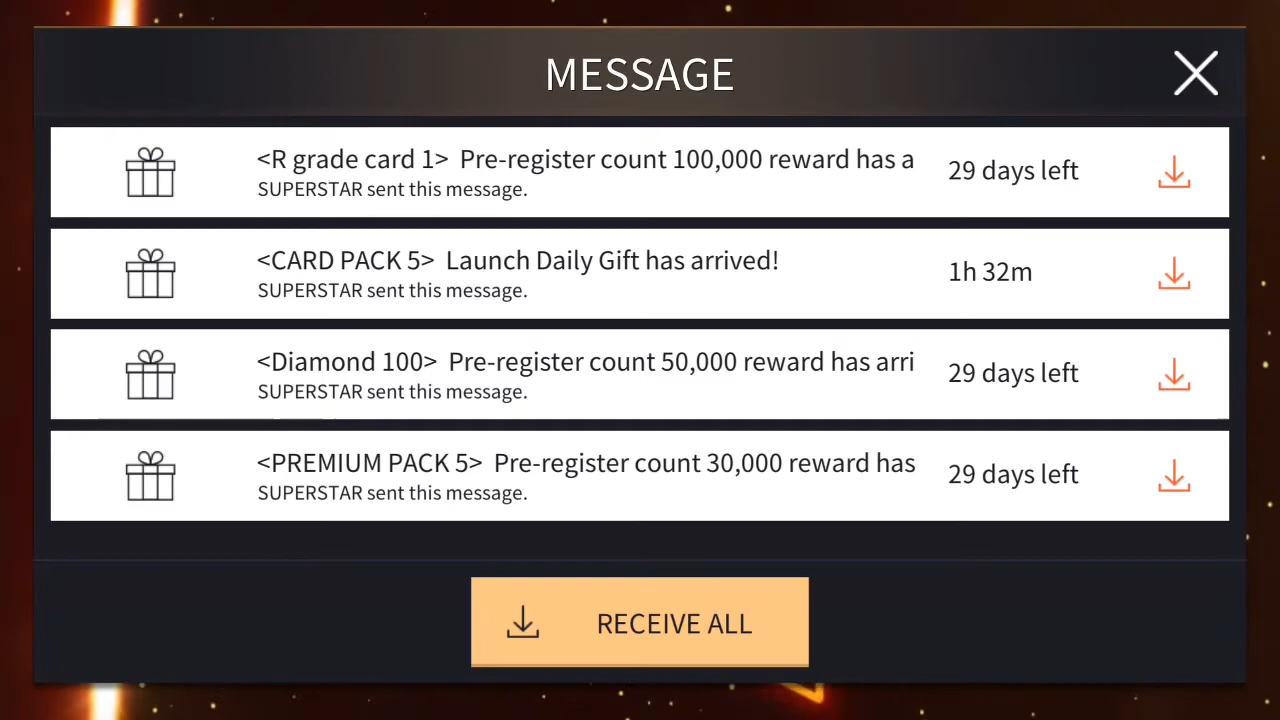 MESSAGE
<R grade card 1> Pre-register count 100,000 reward has a
SUPERSTAR sent this message.
29 days left
<CARD PACK 5> Launch Daily Gift has arrived!
SUPERSTAR sent this message.
1h 32m
<Diamond 100> Pre-register count 50,000 reward has arri
SUPERSTAR sent this message.
29 days left
<PREMIUM PACK 5> Pre-register count 30,000 reward has
SUPERSTAR sent this message.
29 days left
RECEIVE ALL